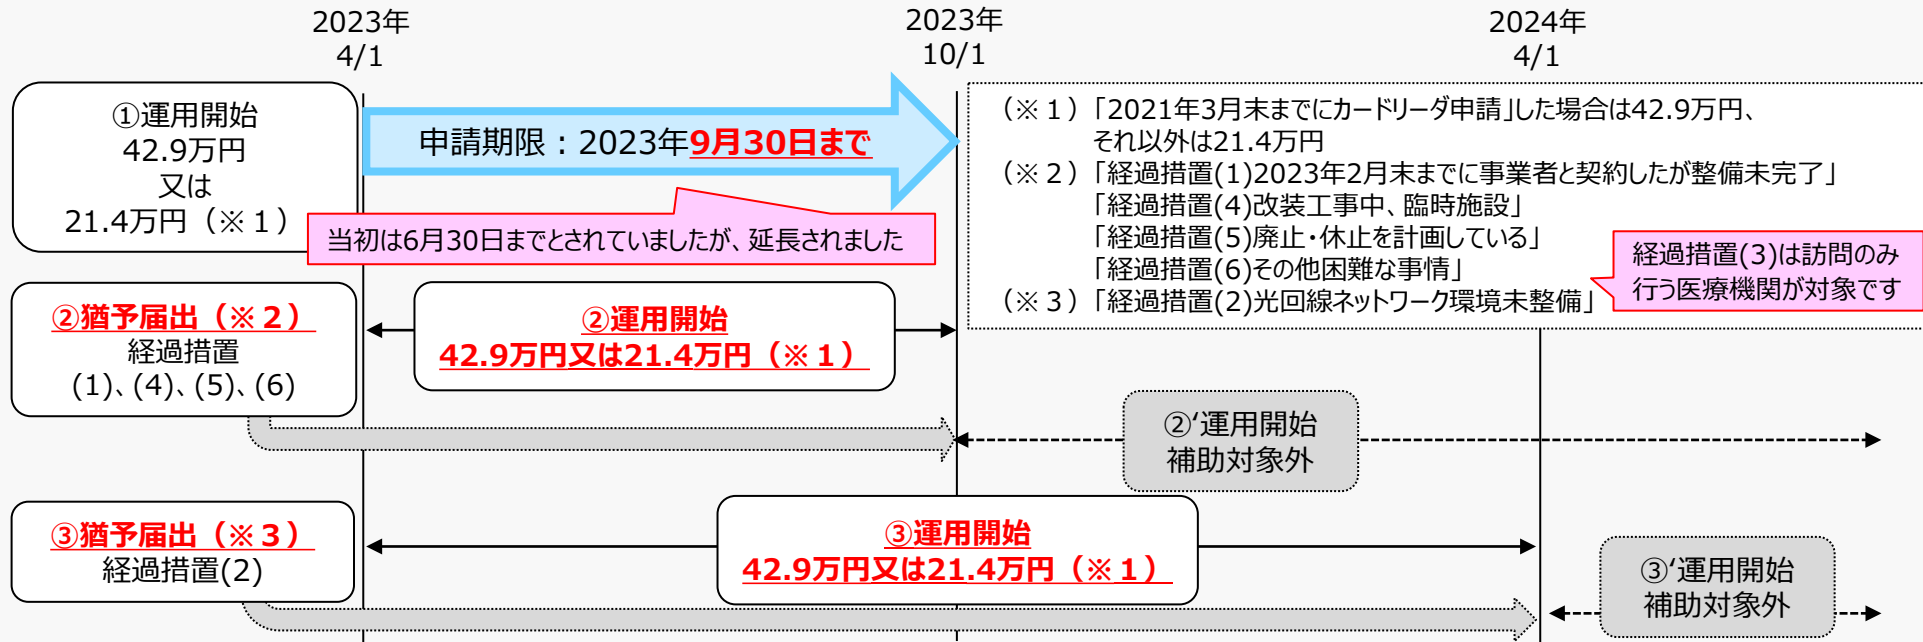 2023年
4/1
2023年
10/1
2024年
4/1
①運用開始
42.9万円
又は
21.4万円（※１）
申請期限：2023年9月30日まで
当初は6月30日までとされていましたが、延長されました
（※１）「2021年3月末までにカードリーダ申請」した場合は42.9万円、
それ以外は21.4万円
（※２）「経過措置(1)2023年2月末までに事業者と契約したが整備未完了」
「経過措置(4)改装工事中、臨時施設」
「経過措置(5)廃止・休止を計画している」
「経過措置(6)その他困難な事情」
（※３）「経過措置(2)光回線ネットワーク環境未整備」
経過措置(3)は訪問のみ
行う医療機関が対象です
②猶予届出（※２）
経過措置
(1)、(4)、(5)、(6)
②運用開始
42.9万円又は21.4万円（※１）
②‘運用開始
補助対象外
③猶予届出（※３）
経過措置(2)
③運用開始
42.9万円又は21.4万円（※１）
③‘運用開始
補助対象外